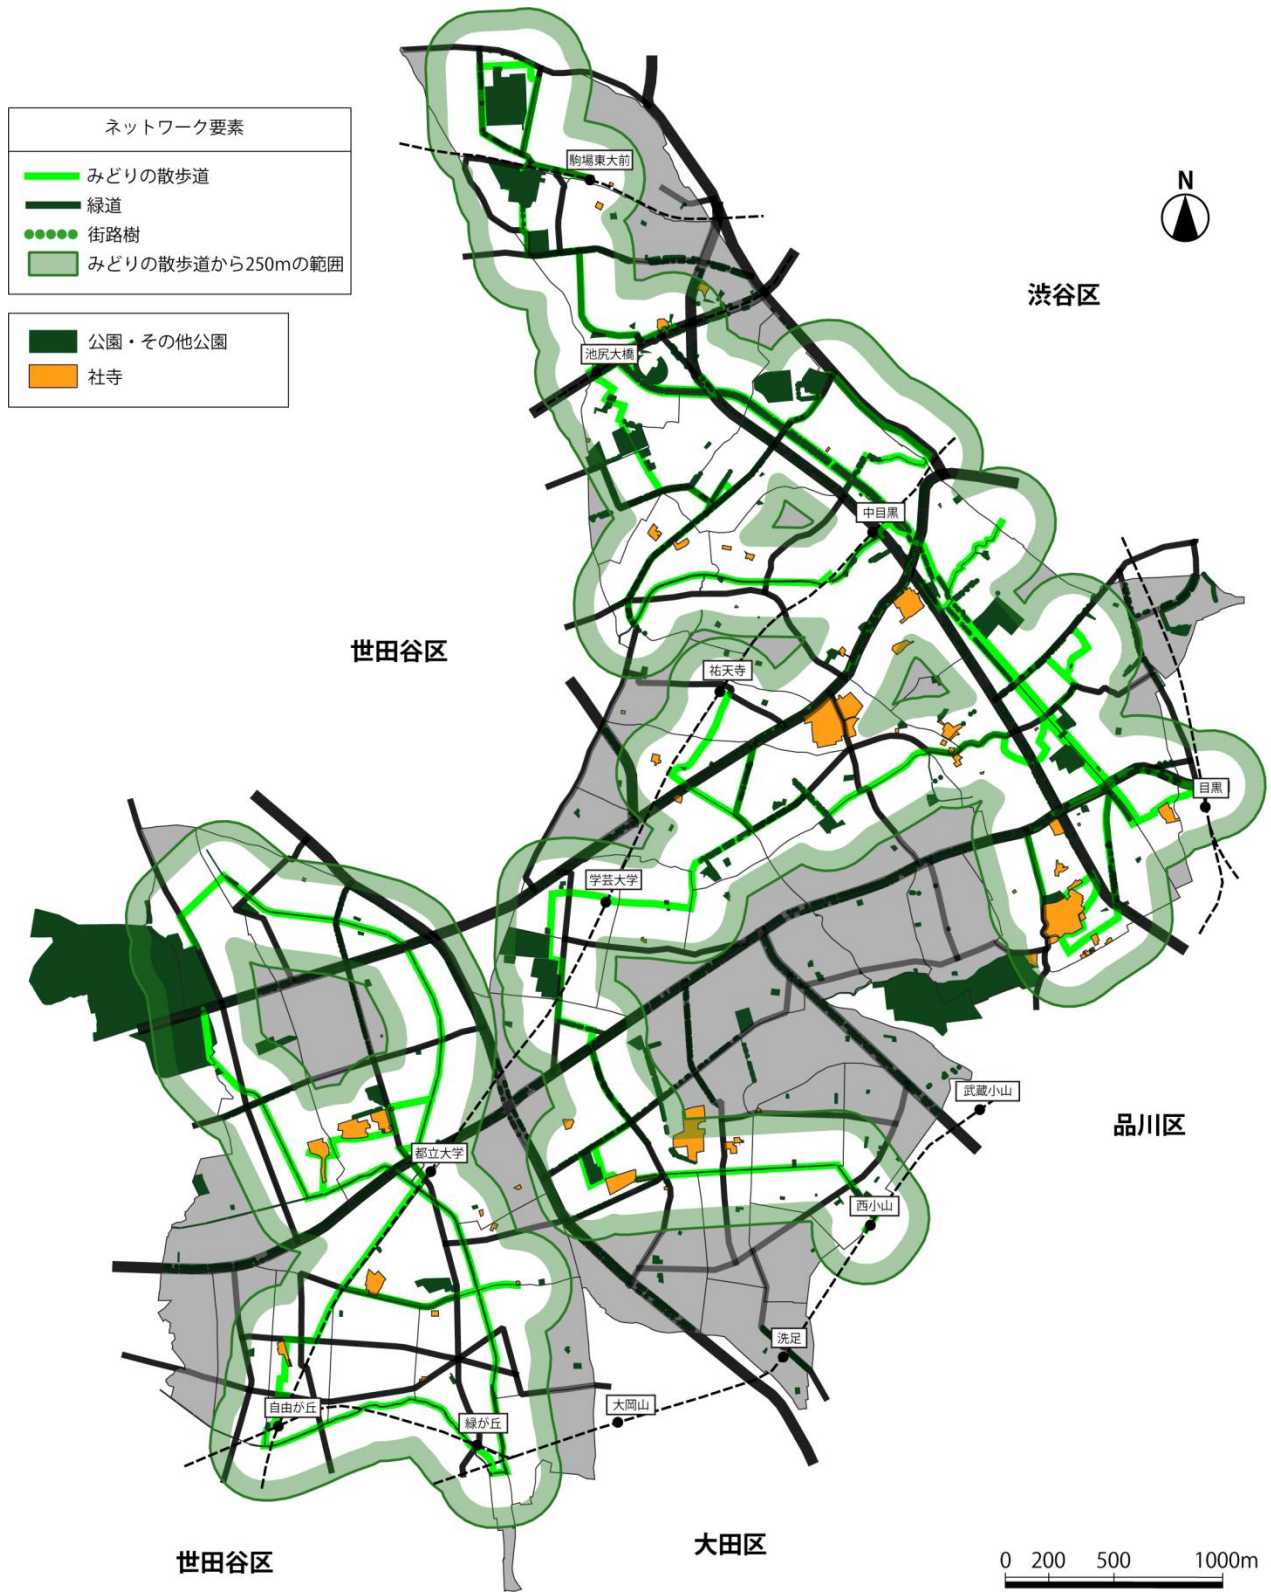 ネットワーク要素
みどりの散歩道
緑道
街路樹
みどりの散歩道から250mの範囲
公園・その他公園
社寺
N
駒場東大前
渋谷区
池尻大橋
中目黒
世田谷区
祐天寺
目黒
学芸大学
武蔵小山
品川区
都立大学
西小山
洗足
自由が丘
緑が丘
大岡山
大田区
世田谷区
0 200 500 1000m